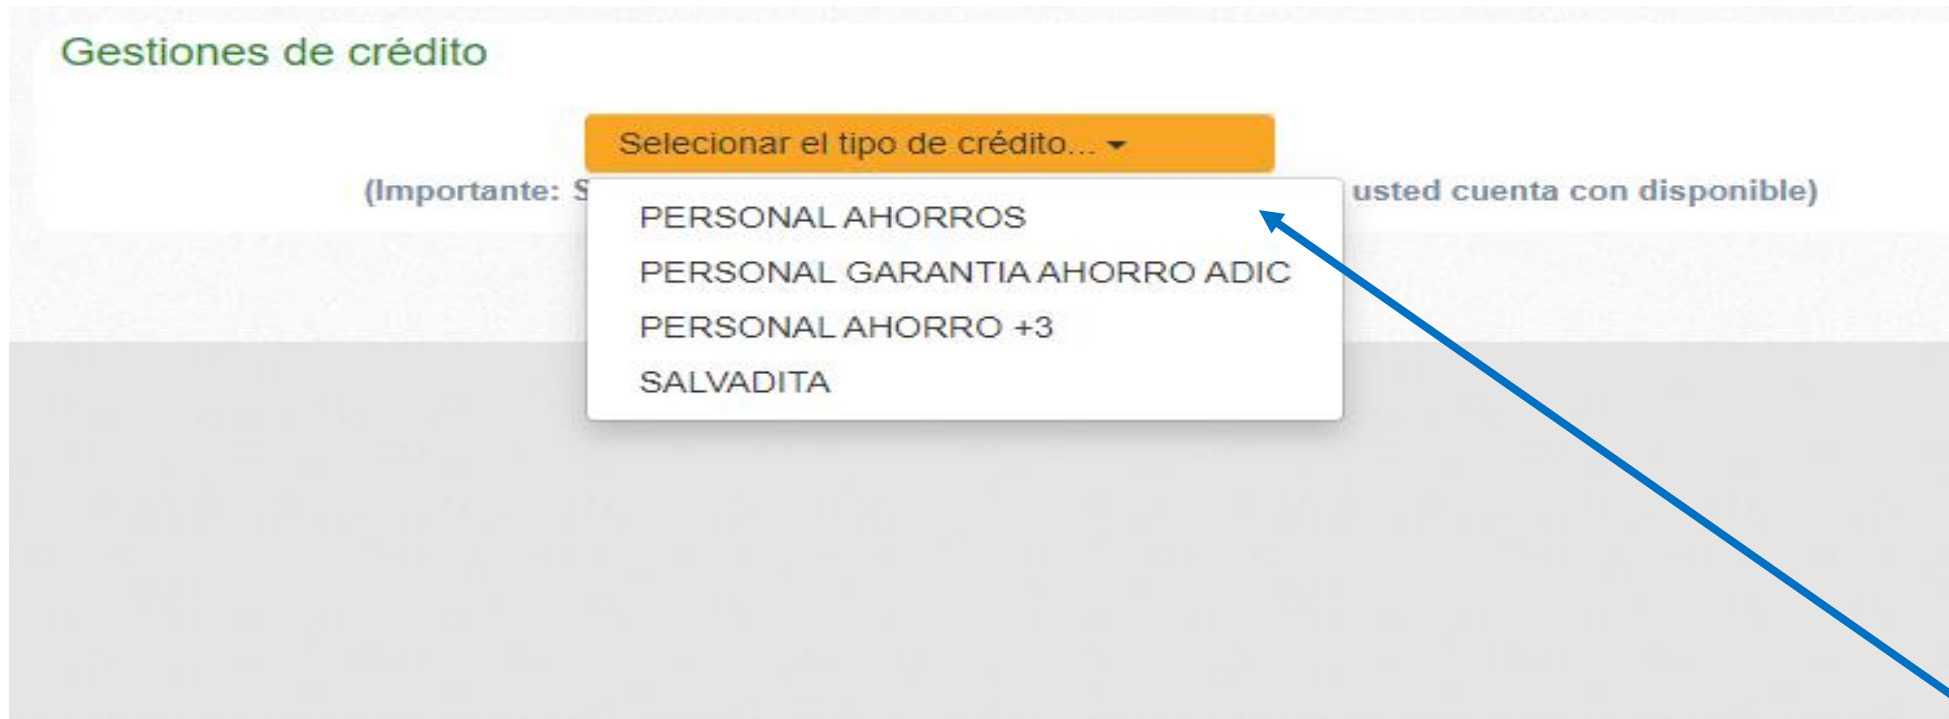 Gestiones de crédito
Selecionar el tipo de crédito...
(Importante: S usted cuenta con disponible)
PERSONAL AHORROS
PERSONAL GARANTIA AHORRO ADIC
PERSONAL AHORRO +3
SALVADITA